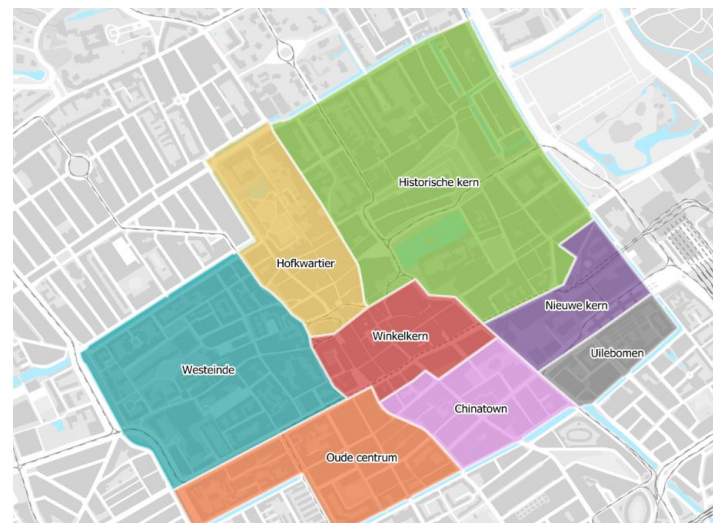 Historische kern
Hofkwartier
Nieuwe kern
Winkelkern
Uilebomen
Westeinde
Chinatown
Oude centrum